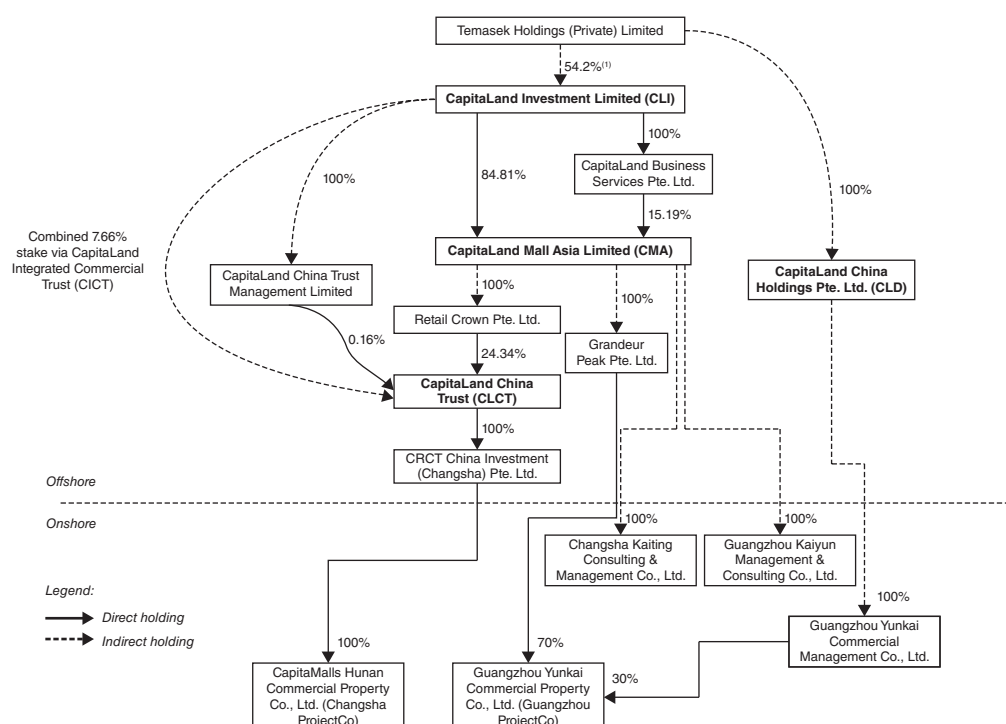 Temasek Holdings (Private) Limited
54.2%(1)
CapitaLand Investment Limited (CLI)
100%
CapitaLand Business
Services Pte. Ltd.
100%
84.81%
100%
15.19%
Combined 7.66%
stake via CapitaLand
Integrated Commercial
Trust (CICT)
CapitaLand Mall Asia Limited (CMA)
CapitaLand China Trust
Management Limited
CapitaLand China
Holdings Pte. Ltd. (CLD)
100%
100%
Retail Crown Pte. Ltd.
0.16%
24.34%
Grandeur
Peak Pte. Ltd.
CapitaLand China
Trust (CLCT)
100%
CRCT China Investment
(Changsha) Pte. Ltd.
Offshore
Onshore
100%
100%
Changsha Kaiting
Consulting &
Management Co., Ltd.
Guangzhou Kaiyun
Management &
Consulting Co., Ltd.
Legend:
Direct holding
Indirect holding
100%
Guangzhou Yunkai
Commercial
Management Co., Ltd.
100%
70%
30%
CapitaMalls Hunan
Commercial Property
Co., Ltd. (Changsha
ProjectCo)
Guangzhou Yunkai
Commercial Property
Co., Ltd. (Guangzhou
ProjectCo)